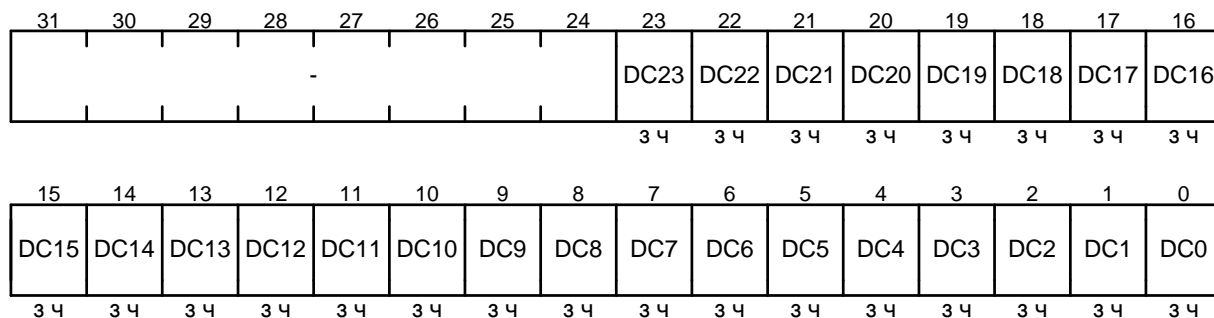 31 30 29 28 27 26 25 24 23 22 21 20 19 18 17 16
- DC23 DC22 DC21 DC20 DC19 DC18 DC17 DC16
з ч з ч з ч з ч з ч з ч з ч з ч
15 14 13 12 11 10 9 8 7 6 5 4 3 2 1 0
DC15 DC14 DC13 DC12 DC11 DC10 DC9 DC8 DC7 DC6 DC5 DC4 DC3 DC2 DC1 DC0
з ч з ч з ч з ч з ч з ч з ч з ч з ч з ч з ч з ч з ч з ч з ч з ч